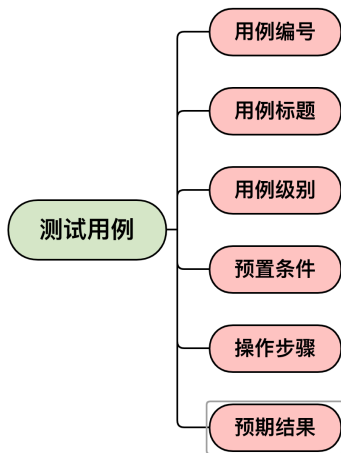 用例编号
用例标题
用例级别
测试用例
预置条件
操作步骤
预期结果